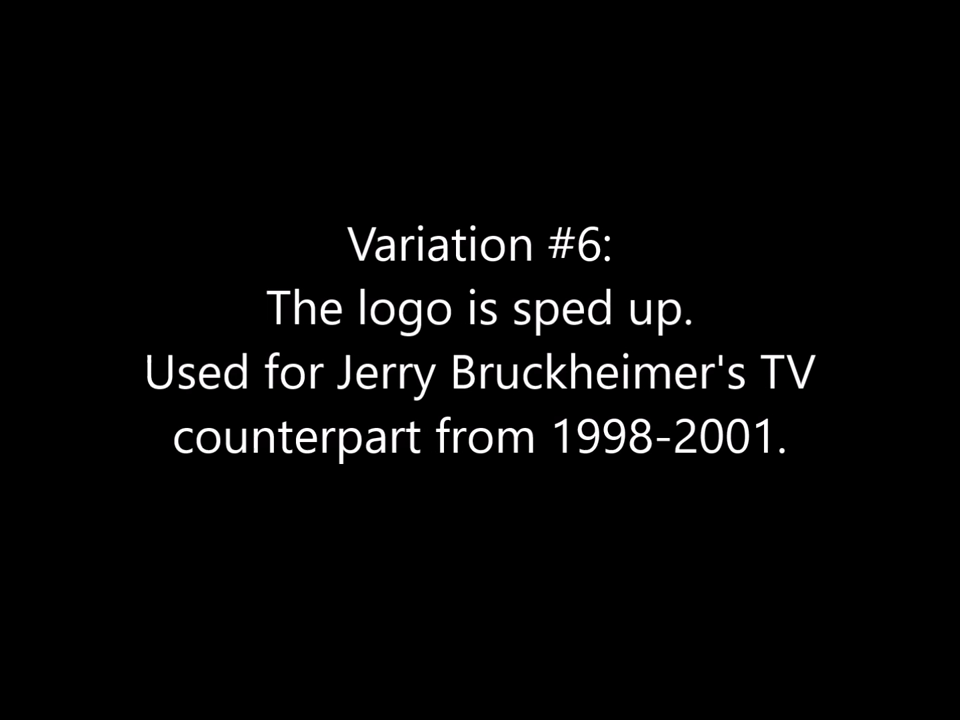 Variation #6:
The logo is sped up.
Used for Jerry Bruckheimer's TV
counterpart from 1998-2001.